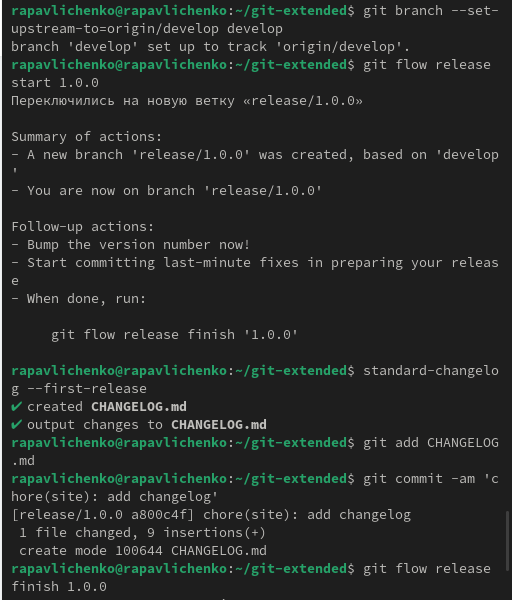 rapavlichenko@rapavlichenko:~/git-extended$ git branch --set-
upstream-to=origin/develop develop
branch 'develop' set up to track 'origin/develop'.
rapavlichenko@rapavlichenko:~/git-extended$ git flow release
start 1.0.0
Переключились на новую ветку «release/1.0.0»

Summary of actions:
- A new branch 'release/1.0.0' was created, based on 'develop
'
- You are now on branch 'release/1.0.0'

Follow-up actions:
- Bump the version number now!
- Start committing last-minute fixes in preparing your releas
e
- When done, run:

     git flow release finish '1.0.0'

rapavlichenko@rapavlichenko:~/git-extended$ standard-changelo
g --first-release
✔ created CHANGELOG.md
✔ output changes to CHANGELOG.md
rapavlichenko@rapavlichenko:~/git-extended$ git add CHANGELOG
.md
rapavlichenko@rapavlichenko:~/git-extended$ git commit -am 'c
hore(site): add changelog'
[release/1.0.0 a800c4f] chore(site): add changelog
 1 file changed, 9 insertions(+)
 create mode 100644 CHANGELOG.md
rapavlichenko@rapavlichenko:~/git-extended$ git flow release
finish 1.0.0